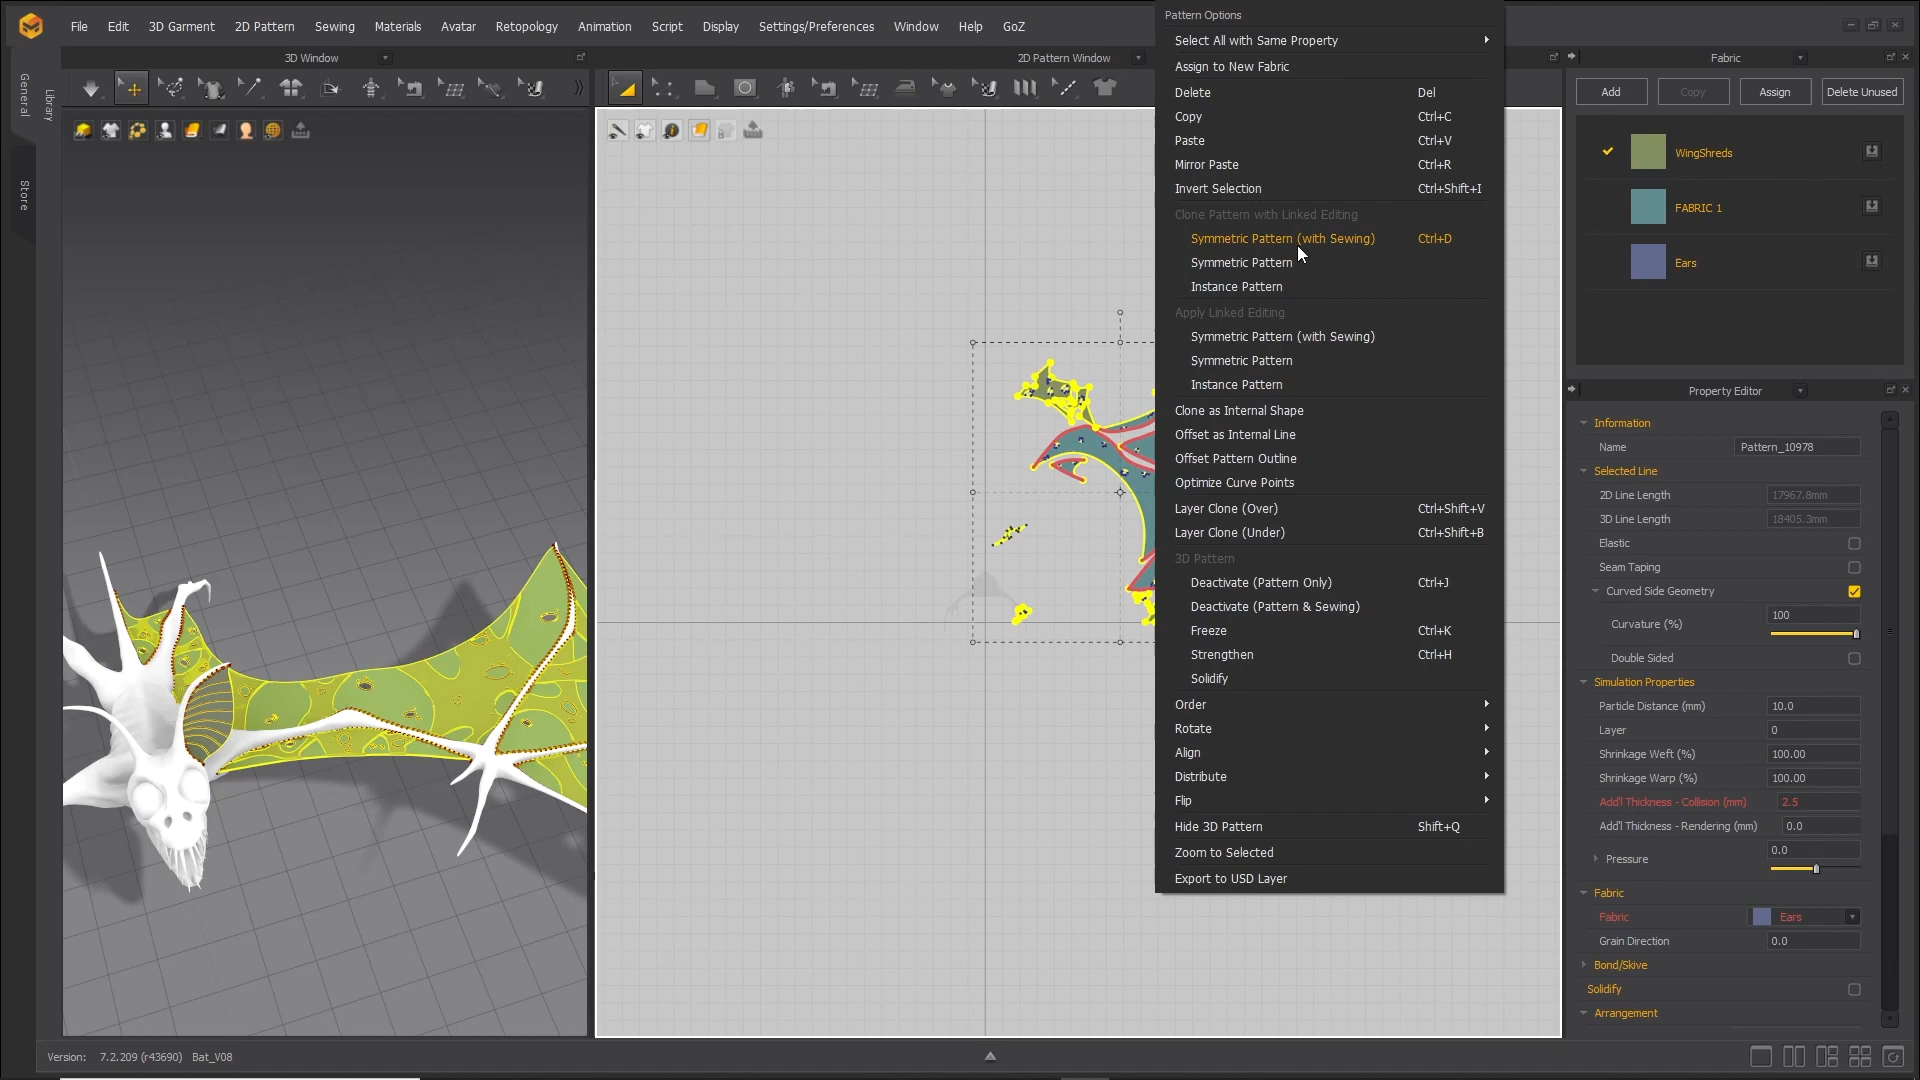 File Edit 3D Garment 2D Pattern Sewing Materials Avatar Retopology Animation Script Display Settings/Preferences Window Help GoZ
General
Library
Store
3D Window
2D Pattern Window
Pattern Options
Select All with Same Property
Assign to New Fabric
Delete Del
Copy Ctrl+C
Paste Ctrl+V
Mirror Paste Ctrl+R
Invert Selection Ctrl+Shift+I
Clone Pattern with Linked Editing
Symmetric Pattern (with Sewing) Ctrl+D
Symmetric Pattern
Instance Pattern
Apply Linked Editing
Symmetric Pattern (with Sewing)
Symmetric Pattern
Instance Pattern
Clone as Internal Shape
Offset as Internal Line
Offset Pattern Outline
Optimize Curve Points
Layer Clone (Over) Ctrl+Shift+V
Layer Clone (Under) Ctrl+Shift+B
3D Pattern
Deactivate (Pattern Only) Ctrl+J
Deactivate (Pattern & Sewing)
Freeze Ctrl+K
Strengthen Ctrl+H
Solidify
Order
Rotate
Align
Distribute
Flip
Hide 3D Pattern Shift+Q
Zoom to Selected
Export to USD Layer
Fabric
Add Copy Assign Delete Unused
WingShreds
FABRIC 1
Ears
Property Editor
Information
Name Pattern_10978
Selected Line
2D Line Length 17967.8mm
3D Line Length 18405.3mm
Elastic
Seam Taping
Curved Side Geometry
Curvature (%) 100
Double Sided
Simulation Properties
Particle Distance (mm) 10.0
Layer 0
Shrinkage Weft (%) 100.00
Shrinkage Warp (%) 100.00
Add'l Thickness - Collision (mm) 2.5
Add'l Thickness - Rendering (mm) 0.0
Pressure 0.0
Fabric
Fabric Ears
Grain Direction 0.0
Bond/Skive
Solidify
Arrangement
Version: 7.2.209 (r43690) Bat_V08